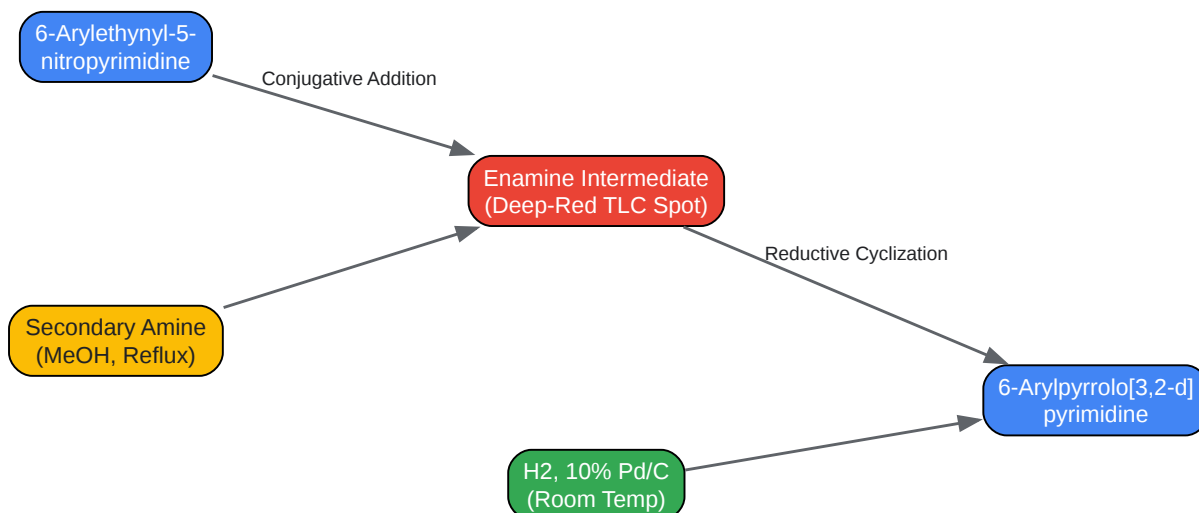 6-Arylethynyl-5-
nitropyrimidine
Conjugative Addition
Enamine Intermediate
(Deep-Red TLC Spot)
Reductive Cyclization
Secondary Amine
(MeOH, Reflux)
6-Arylpyrrolo[3,2-d]
pyrimidine
H2, 10% Pd/C
(Room Temp)